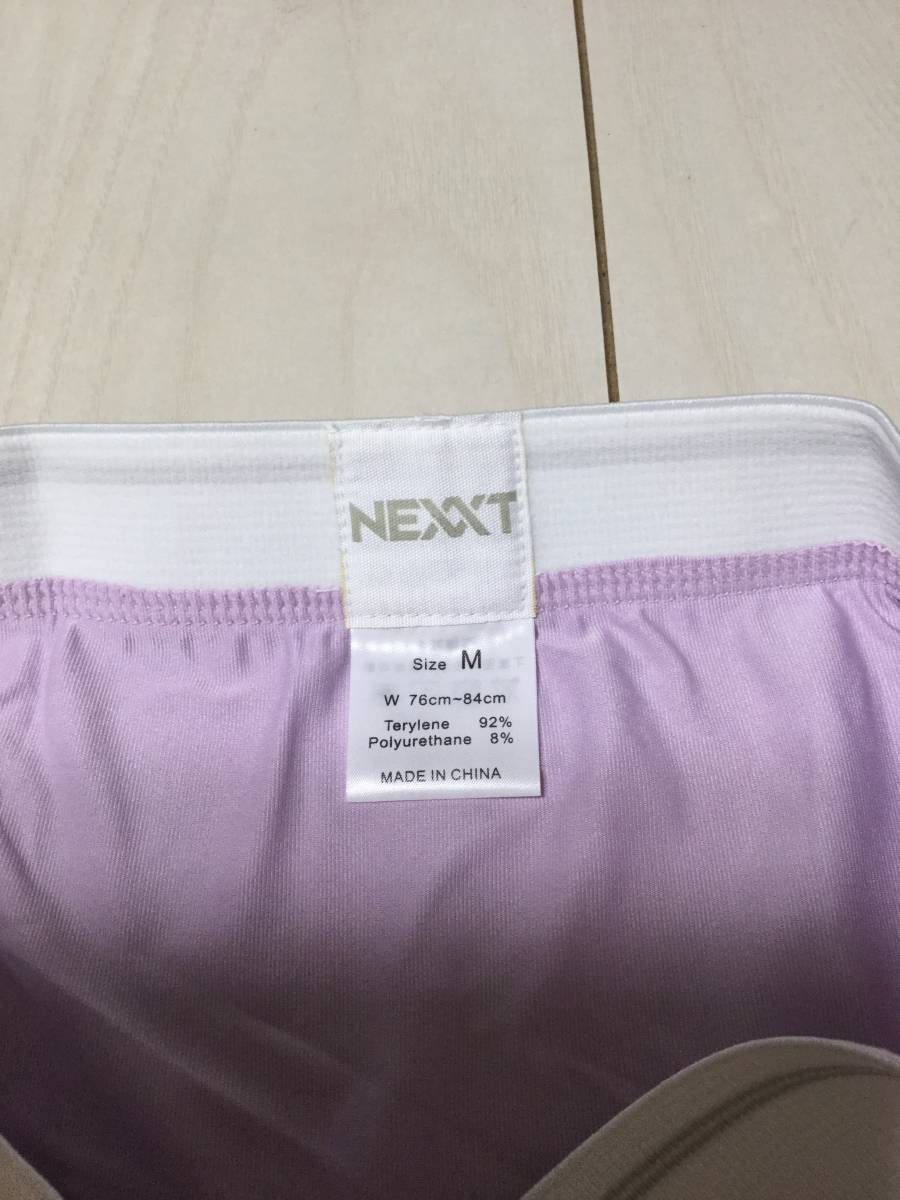 NEXXT
Size M
W 76cm~84cm
Terylene 92%
Polyurethane 8%
MADE IN CHINA